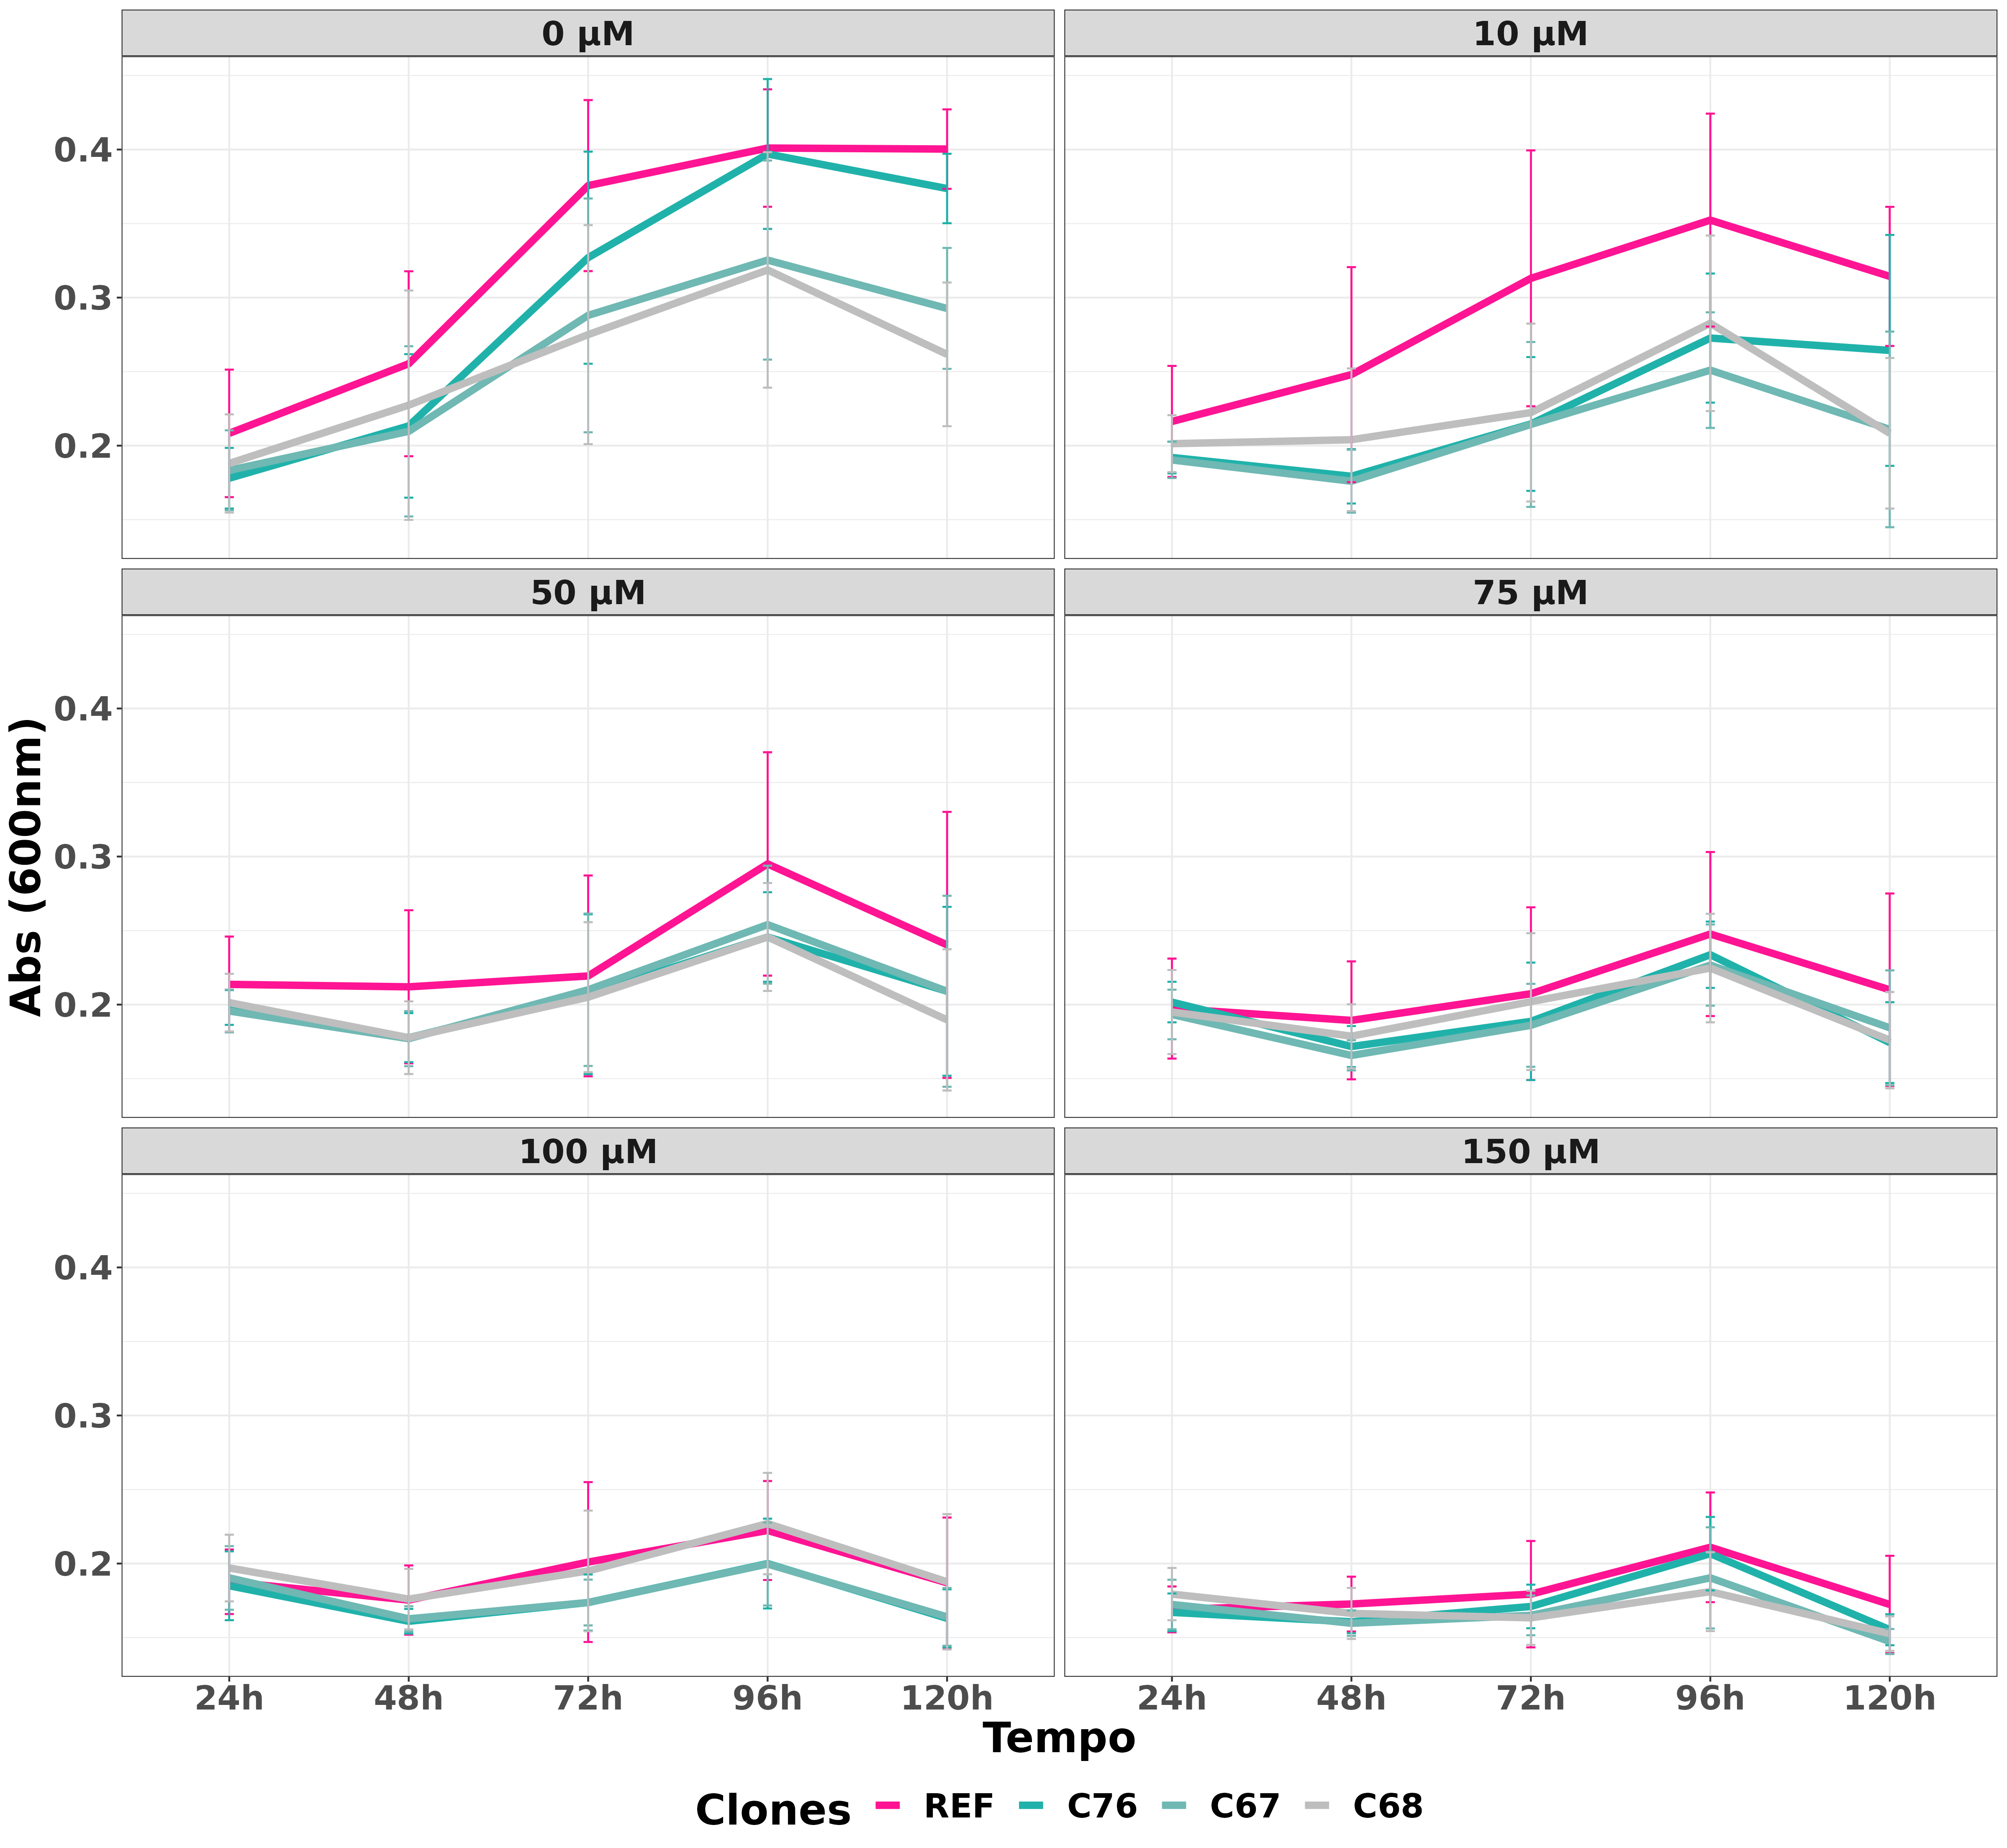 0 µM
10 µM
0.4
0.3
0.2
50 µM
75 µM
Abs (600nm)
0.4
0.3
0.2
100 µM
150 µM
0.4
0.3
0.2
24h 48h 72h 96h 120h
24h 48h 72h 96h 120h
Tempo
Clones REF C76 C67 C68